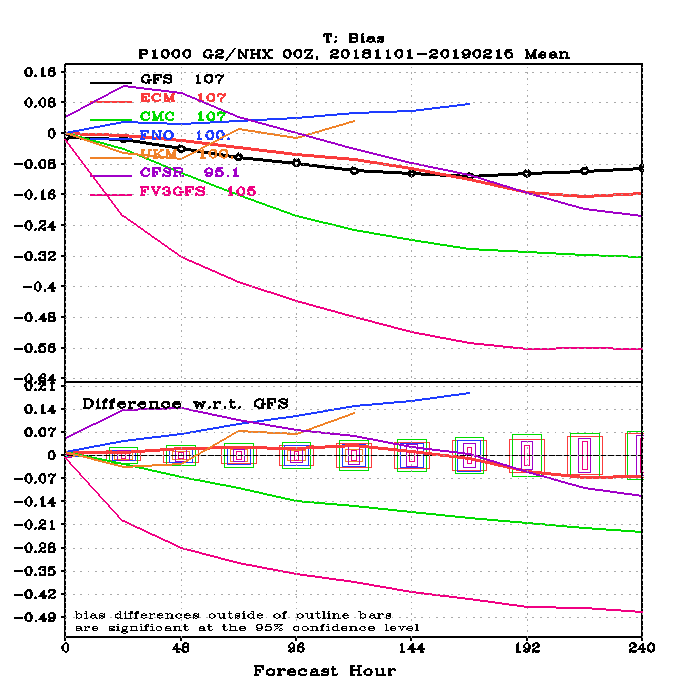 T: Bias
P1000 G2/NHX 00Z, 20181101-20190216 Mean
0.16
0.08
0
-0.08
-0.16
-0.24
-0.32
-0.4
-0.48
-0.56
-0.64
GFS 107
ECM 107
CMC 107
FNO 100.
UKM 100.
CFSR 95.1
FV3GFS 106
0.21
0.14
0.07
0
-0.07
-0.14
-0.21
-0.28
-0.35
-0.42
-0.49
Difference w.r.t. GFS
bias differences outside of outline bars
are significant at the 95% confidence level
0 48 96 144 192 240
Forecast Hour